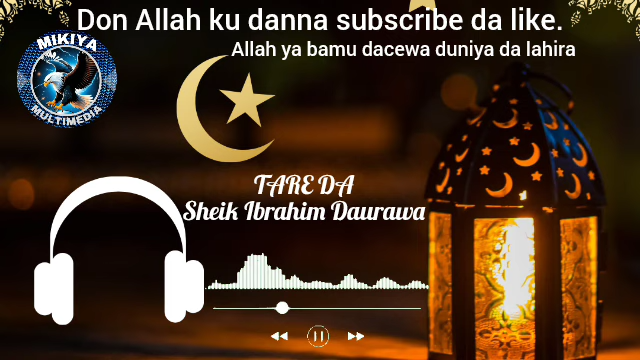 Don Allah ku danna subscribe da like.
Allah ya bamu dacewa duniya da lahira
MIKIYA
MULTIMEDIA
TARE DA
Sheik Ibrahim Daurawa